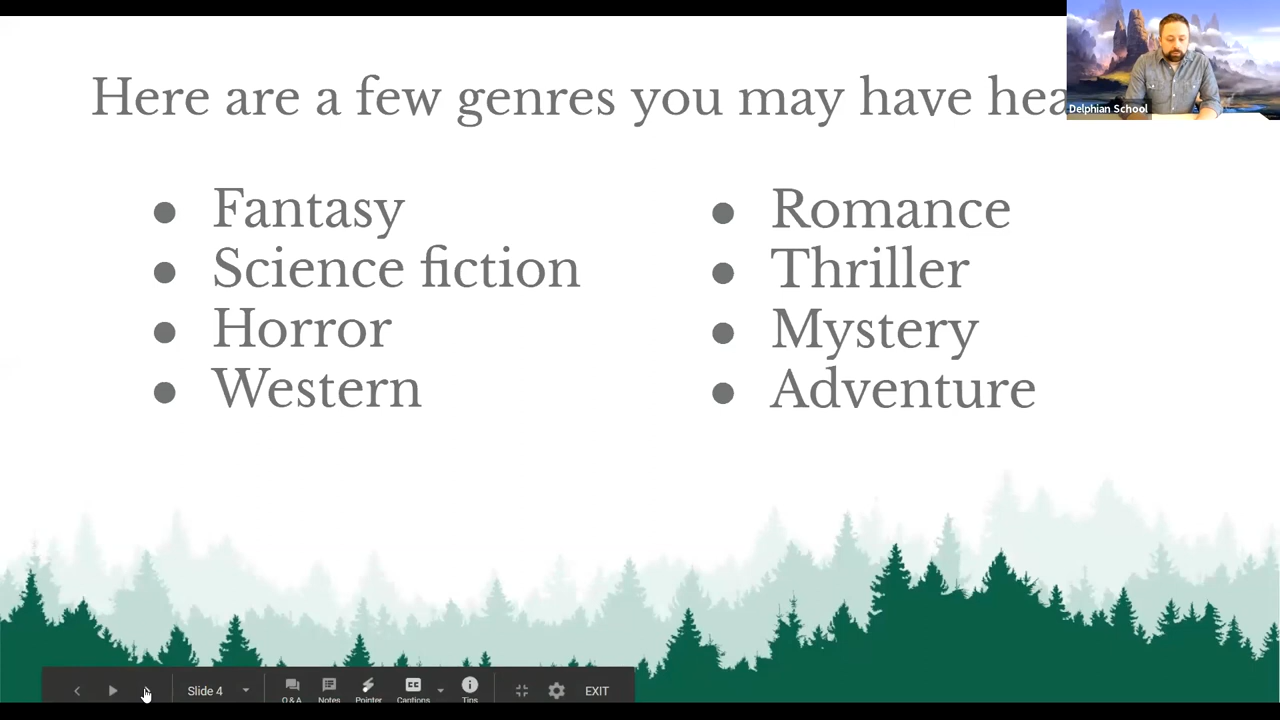 Here are a few genres you may have hea
Delphian School
Fantasy
Science fiction
Horror
Western
Romance
Thriller
Mystery
Adventure
Slide 4
Q & A
Notes
Pointer
Captions
Tips
EXIT